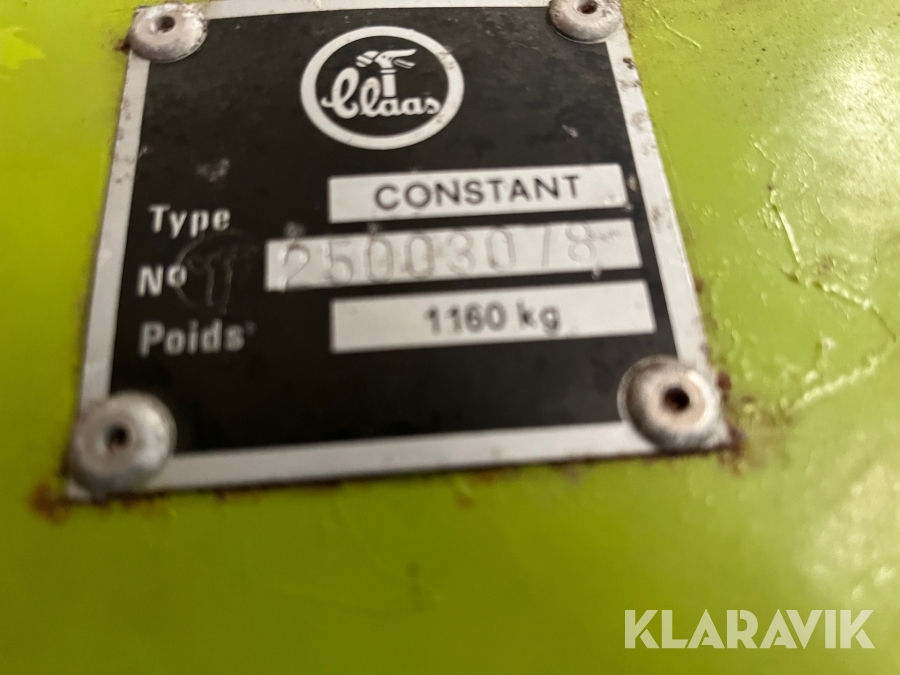 Claas
Type CONSTANT
Nº 25003078
Poids 1160 kg
KLARAVIK